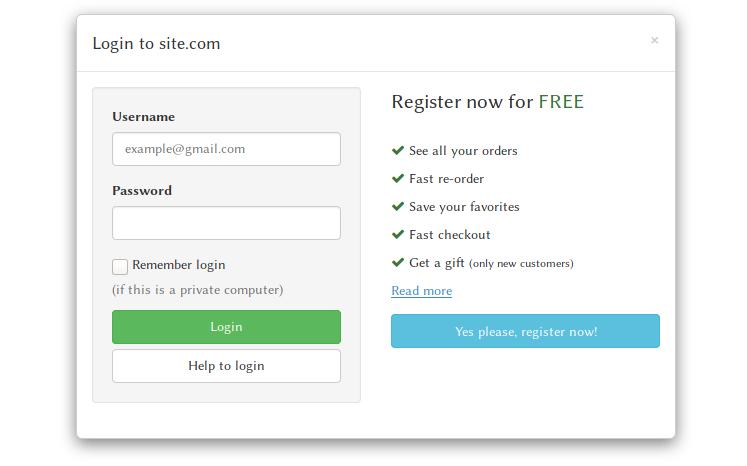 Login to site.com
×
Username
example@gmail.com
Password
Remember login
(if this is a private computer)
Login
Help to login
Register now for FREE
See all your orders
Fast re-order
Save your favorites
Fast checkout
Get a gift (only new customers)
Read more
Yes please, register now!